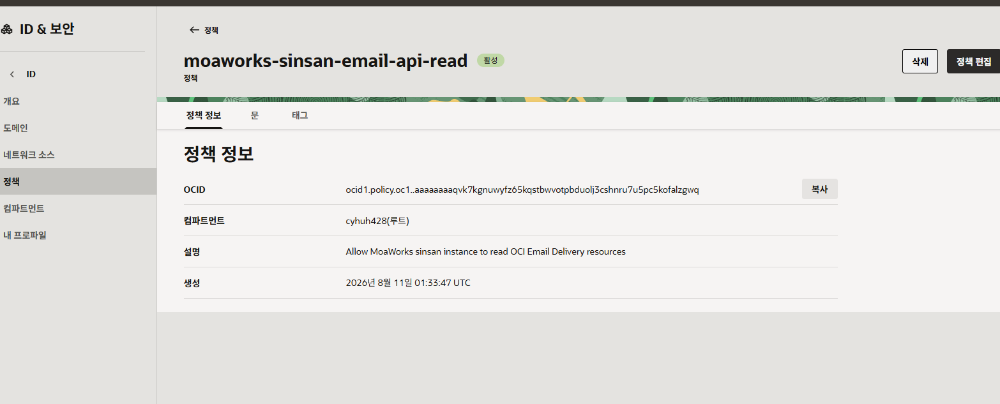 ID & 보안
ID
개요
도메인
네트워크 소스
정책
컴파트먼트
내 프로파일
정책
moaworks-sinsan-email-api-read 활성
정책
삭제 정책 편집
정책 정보 문 태그
정책 정보
OCID ocid1.policy.oc1..aaaaaaaaqvk7kgnuwyfz65kqstbwvotpbduolj3cshnru7u5pc5kofalzgwq 복사
컴파트먼트 cyhuh428(루트)
설명 Allow MoaWorks sinsan instance to read OCI Email Delivery resources
생성 2026년 8월 11일 01:33:47 UTC